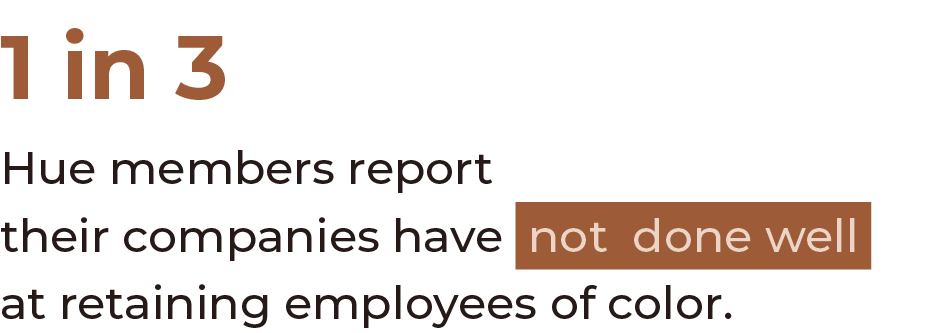 1 in 3
Hue members report
their companies have not done well
at retaining employees of color.